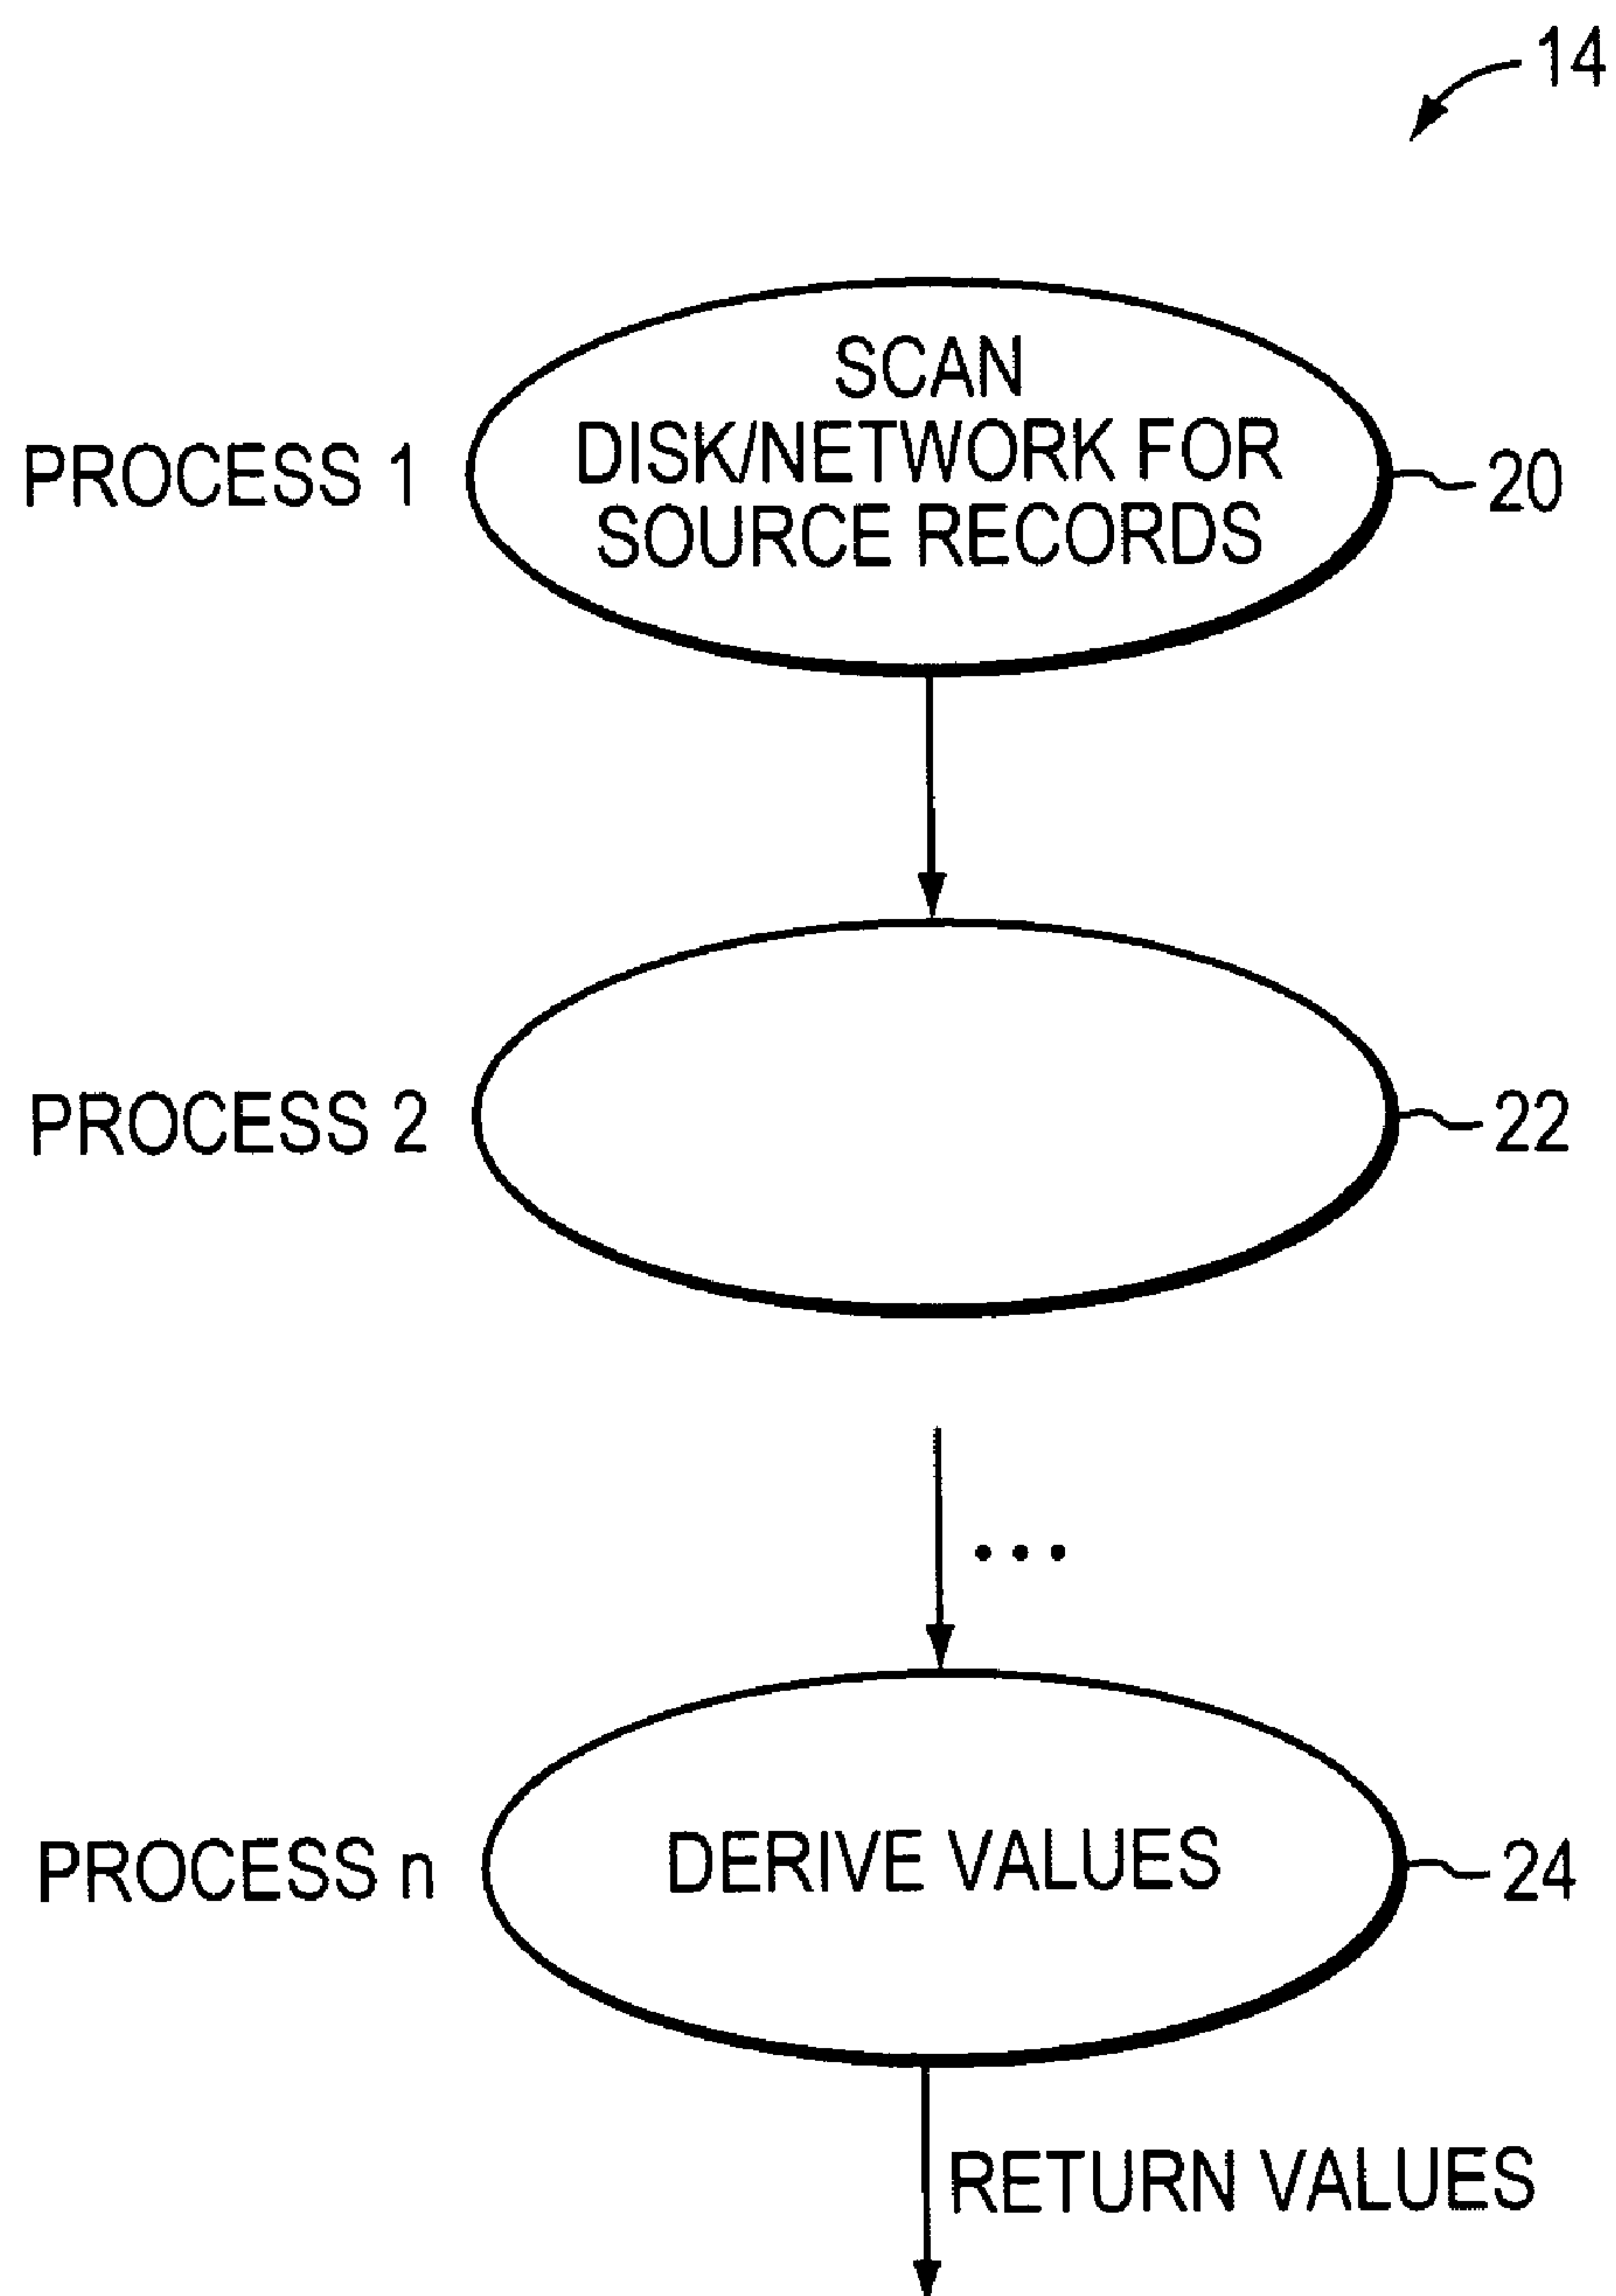 14
SCAN
DISK/NETWORK FOR
SOURCE RECORDS
PROCESS 1
20
PROCESS 2
22
...
PROCESS n
DERIVE VALUES
24
RETURN VALUES